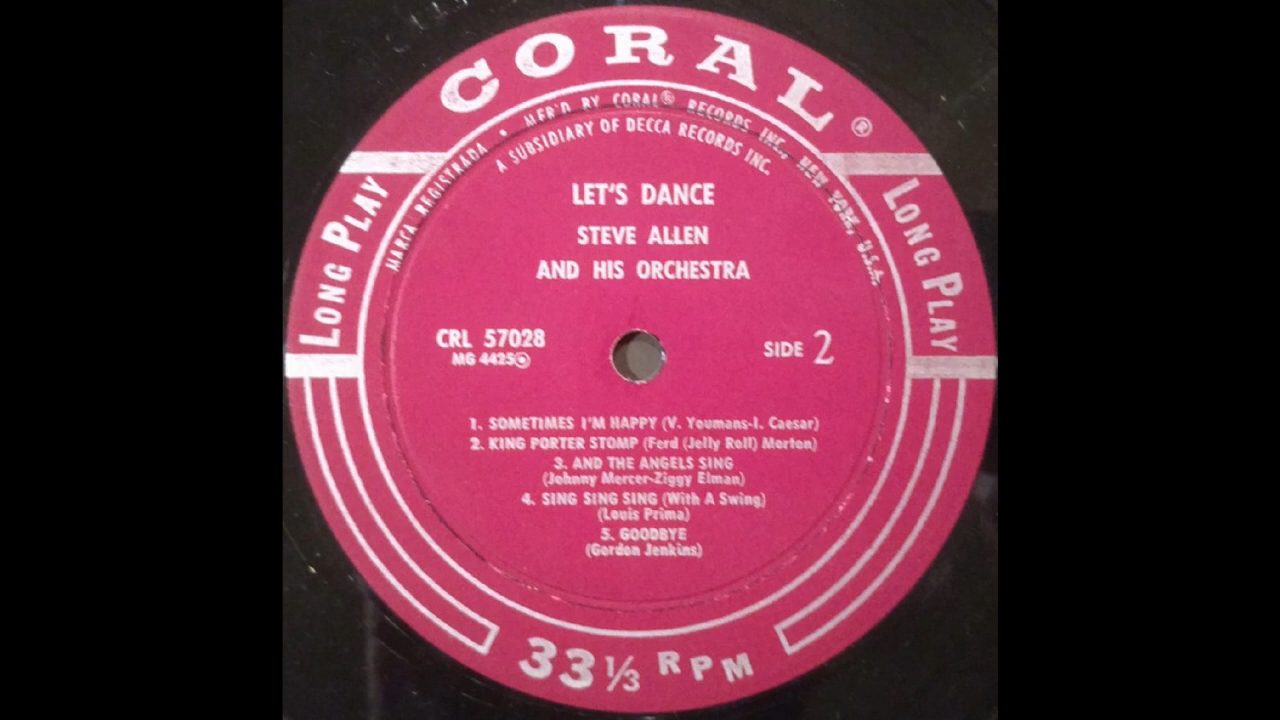 CORAL®
MARCA REGISTRADA • MFR'D BY CORAL® RECORDS INC., NEW YORK, U.S.A.
A SUBSIDIARY OF DECCA RECORDS INC.
LONG PLAY
LONG PLAY
LET'S DANCE
STEVE ALLEN
AND HIS ORCHESTRA
CRL 57028
MG 4425
SIDE 2
1. SOMETIMES I'M HAPPY (V. Youmans-I. Caesar)
2. KING PORTER STOMP (Ferd (Jelly Roll) Morton)
3. AND THE ANGELS SING
(Johnny Mercer-Ziggy Elman)
4. SING SING SING (With A Swing)
(Louis Prima)
5. GOODBYE
(Gordon Jenkins)
33 1/3 RPM